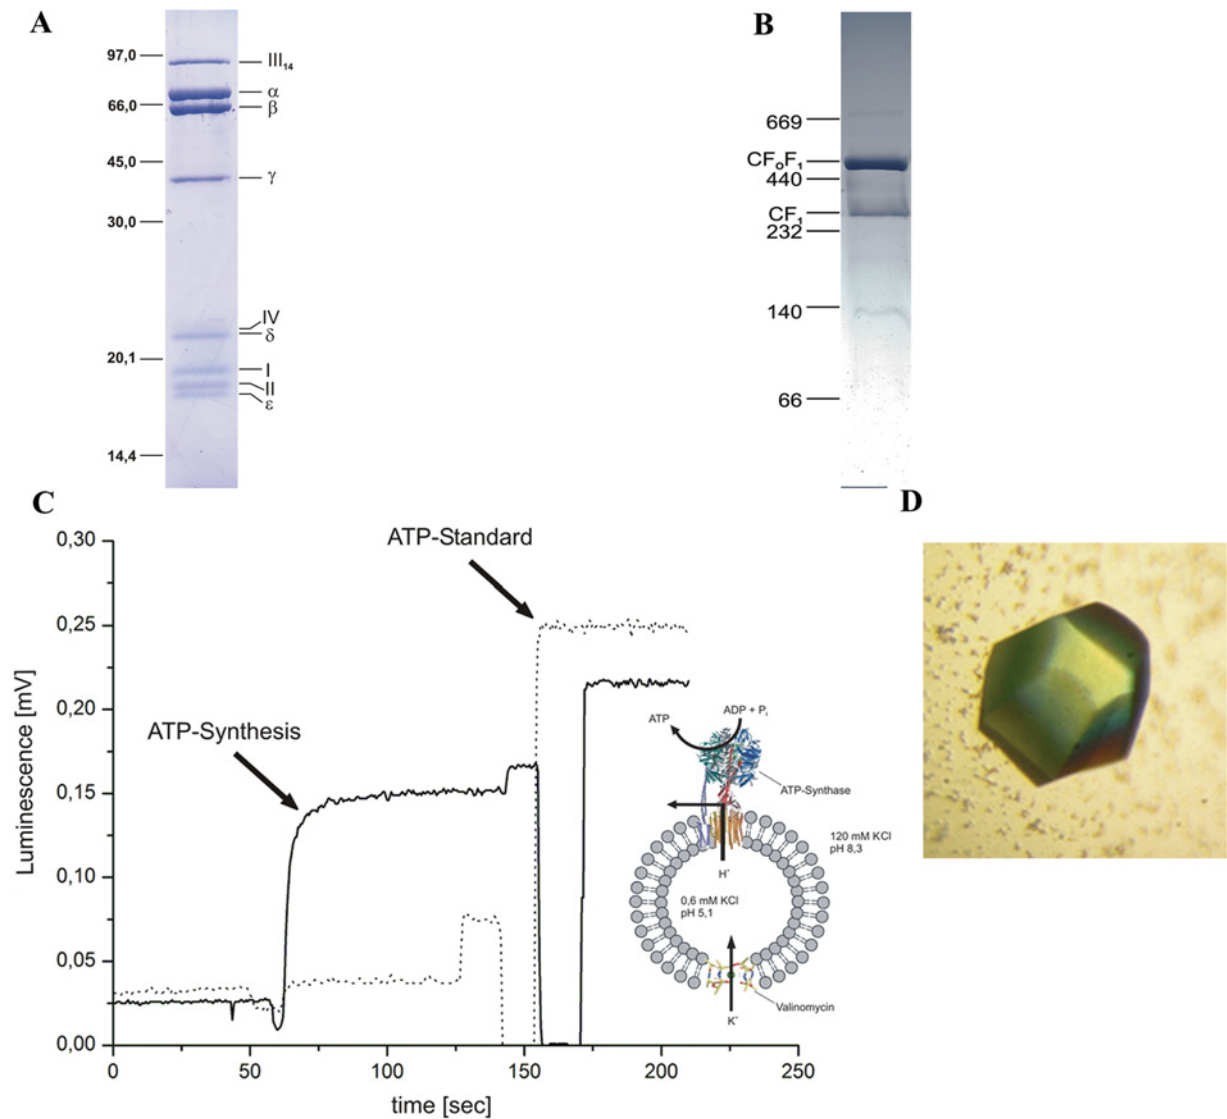 A
97,0
66,0
45,0
30,0
20,1
14,4
III₁₄
α
β
γ
IV
δ
I
II
ε
B
669
CF₀F₁
440
CF₁
232
140
66
C
0,30
0,25
0,20
0,15
0,10
0,05
0,00
Luminescence [mV]
ATP-Synthesis
ATP-Standard
ATP
ADP + Pᵢ
ATP-Synthase
120 mM KCl
pH 8,3
H⁺
0,6 mM KCl
pH 5,1
Valinomycin
K⁺
0
50
100
150
200
250
time [sec]
D